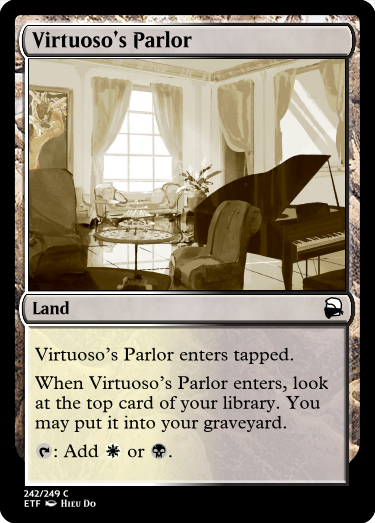 Virtuoso's Parlor
Land
Virtuoso's Parlor enters tapped.
When Virtuoso's Parlor enters, look
at the top card of your library. You
may put it into your graveyard.
: Add or .
242/249 C
ETF Hieu Do